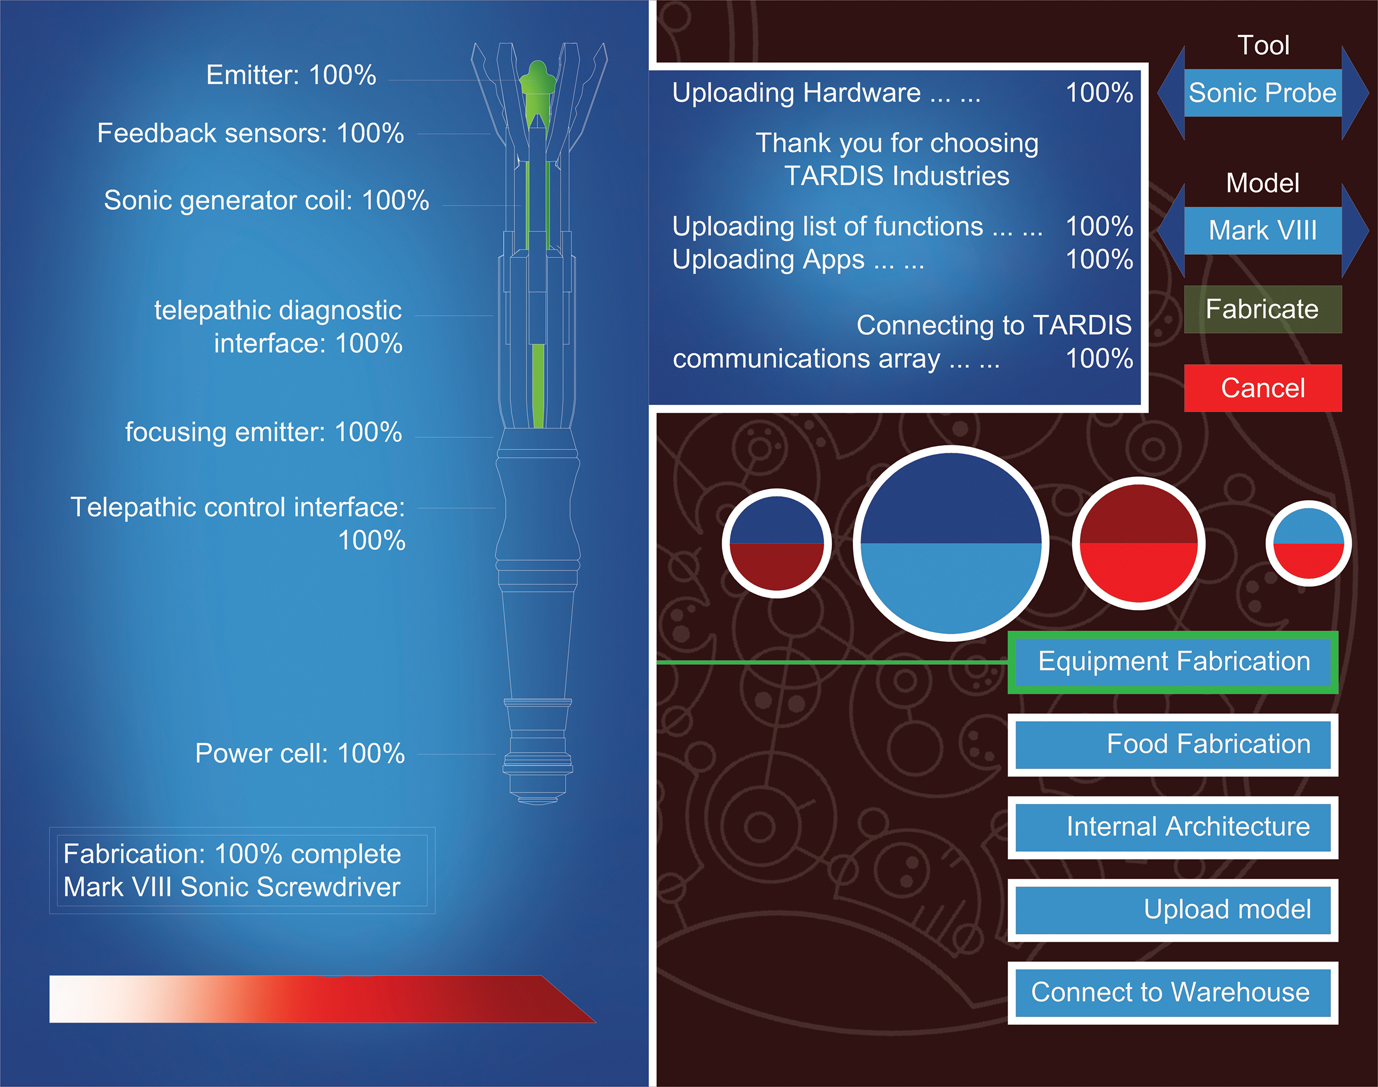 Emitter: 100%
Feedback sensors: 100%
Sonic generator coil: 100%
telepathic diagnostic
interface: 100%
focusing emitter: 100%
Telepathic control interface:
100%
Power cell: 100%
Fabrication: 100% complete
Mark VIII Sonic Screwdriver
Uploading Hardware ... ... 100%
Thank you for choosing
TARDIS Industries
Uploading list of functions ... ... 100%
Uploading Apps ... ... 100%
Connecting to TARDIS
communications array ... ... 100%
Tool
Sonic Probe
Model
Mark VIII
Fabricate
Cancel
Equipment Fabrication
Food Fabrication
Internal Architecture
Upload model
Connect to Warehouse